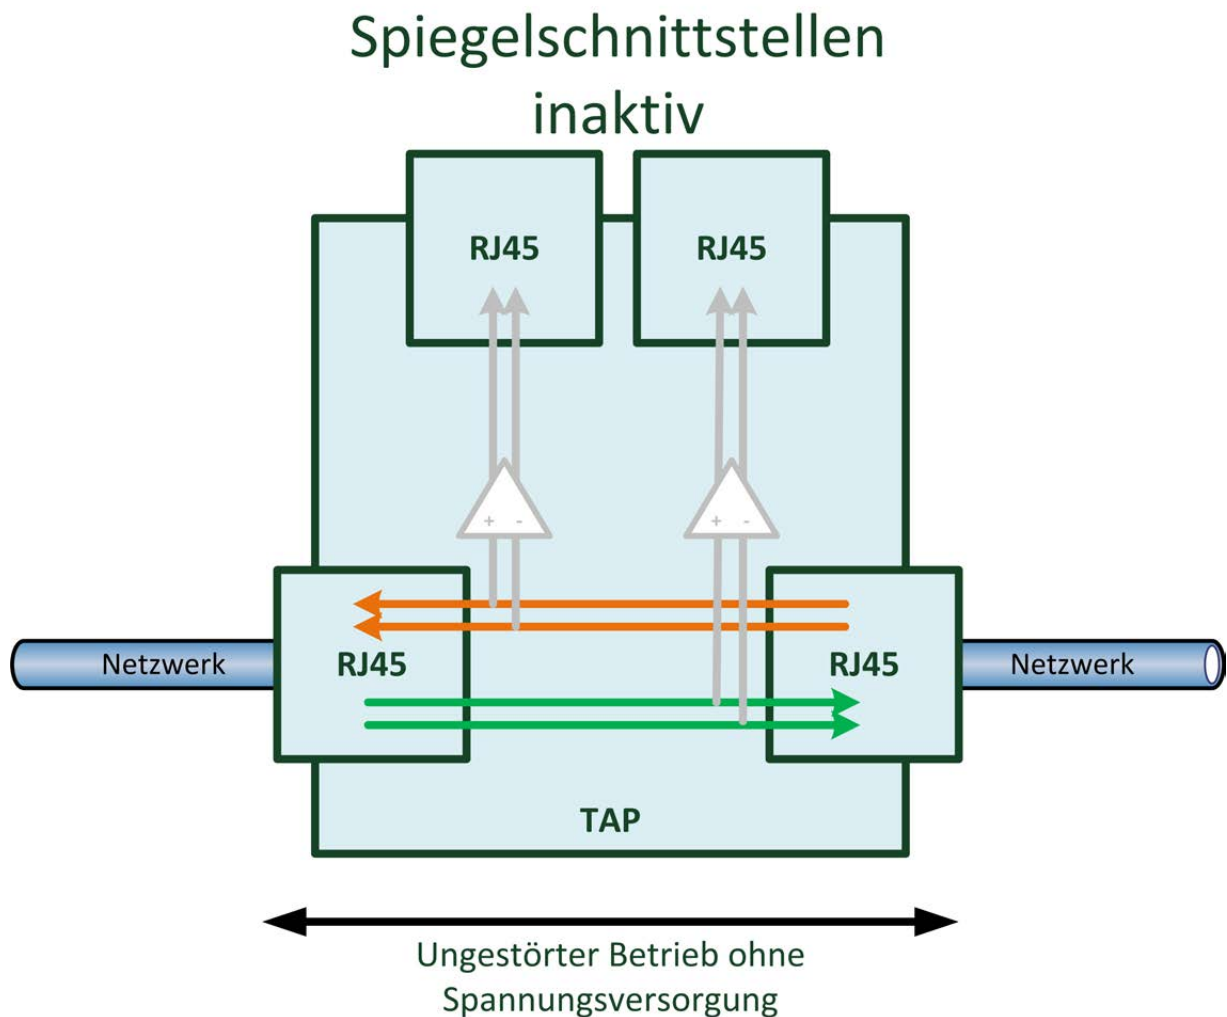 Spiegelschnittstellen
inaktiv
RJ45
RJ45
+ -
+ -
Netzwerk
RJ45
RJ45
Netzwerk
TAP
Ungestörter Betrieb ohne
Spannungsversorgung